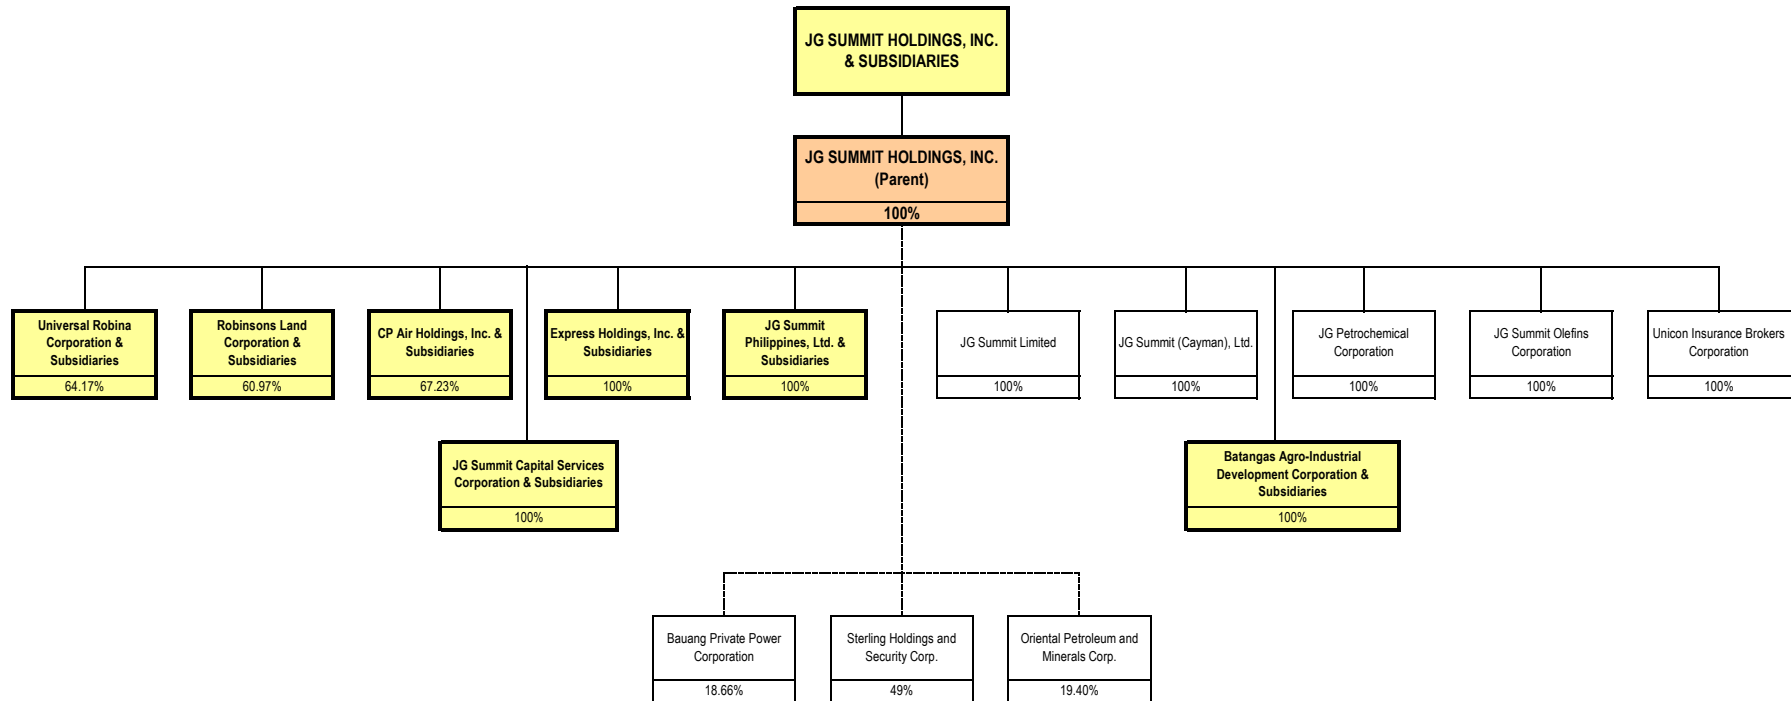 JG SUMMIT HOLDINGS, INC.
& SUBSIDIARIES
JG SUMMIT HOLDINGS, INC.
(Parent)
100%
Universal Robina
Corporation &
Subsidiaries
64.17%
Robinsons Land
Corporation &
Subsidiaries
60.97%
CP Air Holdings, Inc. &
Subsidiaries
67.23%
Express Holdings, Inc. &
Subsidiaries
100%
JG Summit
Philippines, Ltd. &
Subsidiaries
100%
JG Summit Limited
100%
JG Summit (Cayman), Ltd.
100%
JG Petrochemical
Corporation
100%
JG Summit Olefins
Corporation
100%
Unicon Insurance Brokers
Corporation
100%
JG Summit Capital Services
Corporation & Subsidiaries
100%
Batangas Agro-Industrial
Development Corporation &
Subsidiaries
100%
Bauang Private Power
Corporation
18.66%
Sterling Holdings and
Security Corp.
49%
Oriental Petroleum and
Minerals Corp.
19.40%